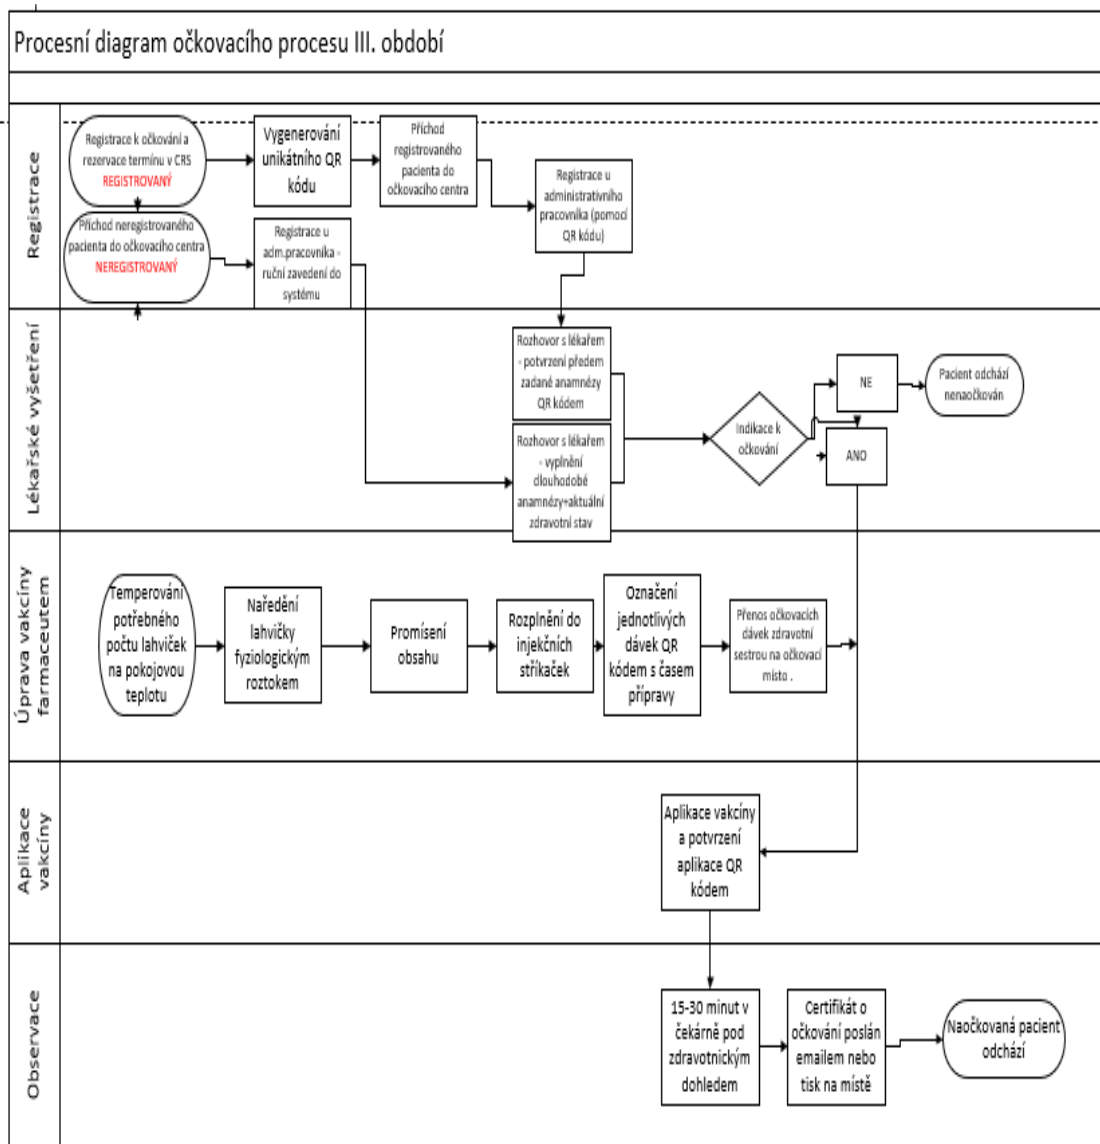 Procesní diagram očkovacího procesu III. období
Registrace
Registrace k očkování a
rezervace termínu v CRS
REGISTROVANÝ
Vygenerování
unikátního QR
kódu
Příchod
registrovaného
pacienta do
očkovacího centra
Registrace u
administrativního
pracovníka (pomocí
QR kódu)
Příchod neregistrovaného
pacienta do očkovacího centra
NEREGISTROVANÝ
Registrace u
adm.pracovníka -
ruční zavedení do
systému
Lékařské vyšetření
Rozhovor s lékařem
- potvrzení předem
zadané anamnézy
QR kódem
Rozhovor s lékařem
- vyplnění
dlouhodobé
anamnézy+aktuální
zdravotní stav
Indikace k
očkování
NE
Pacient odchází
nenaočkován
ANO
Úprava vakcíny
farmaceutem
Temperování
potřebného
počtu lahviček
na pokojovou
teplotu
Naředění
lahvičky
fyziologickým
roztokem
Promísení
obsahu
Rozplnění do
injekčních
stříkaček
Označení
jednotlivých
dávek QR
kódem s časem
přípravy
Přenos očkovacích
dávek zdravotní
sestrou na očkovací
místo .
Aplikace
vakcíny
Aplikace vakcíny
a potvrzení
aplikace QR
kódem
Observace
15-30 minut v
čekárně pod
zdravotnickým
dohledem
Certifikát o
očkování poslán
emailem nebo
tisk na místě
Naočkovaná pacient
odchází